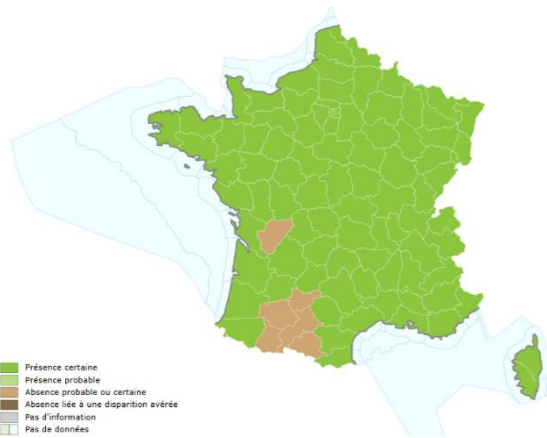 Présence certaine
Présence probable
Absence probable ou certaine
Absence liée à une disparition avérée
Pas d'information
Pas de données